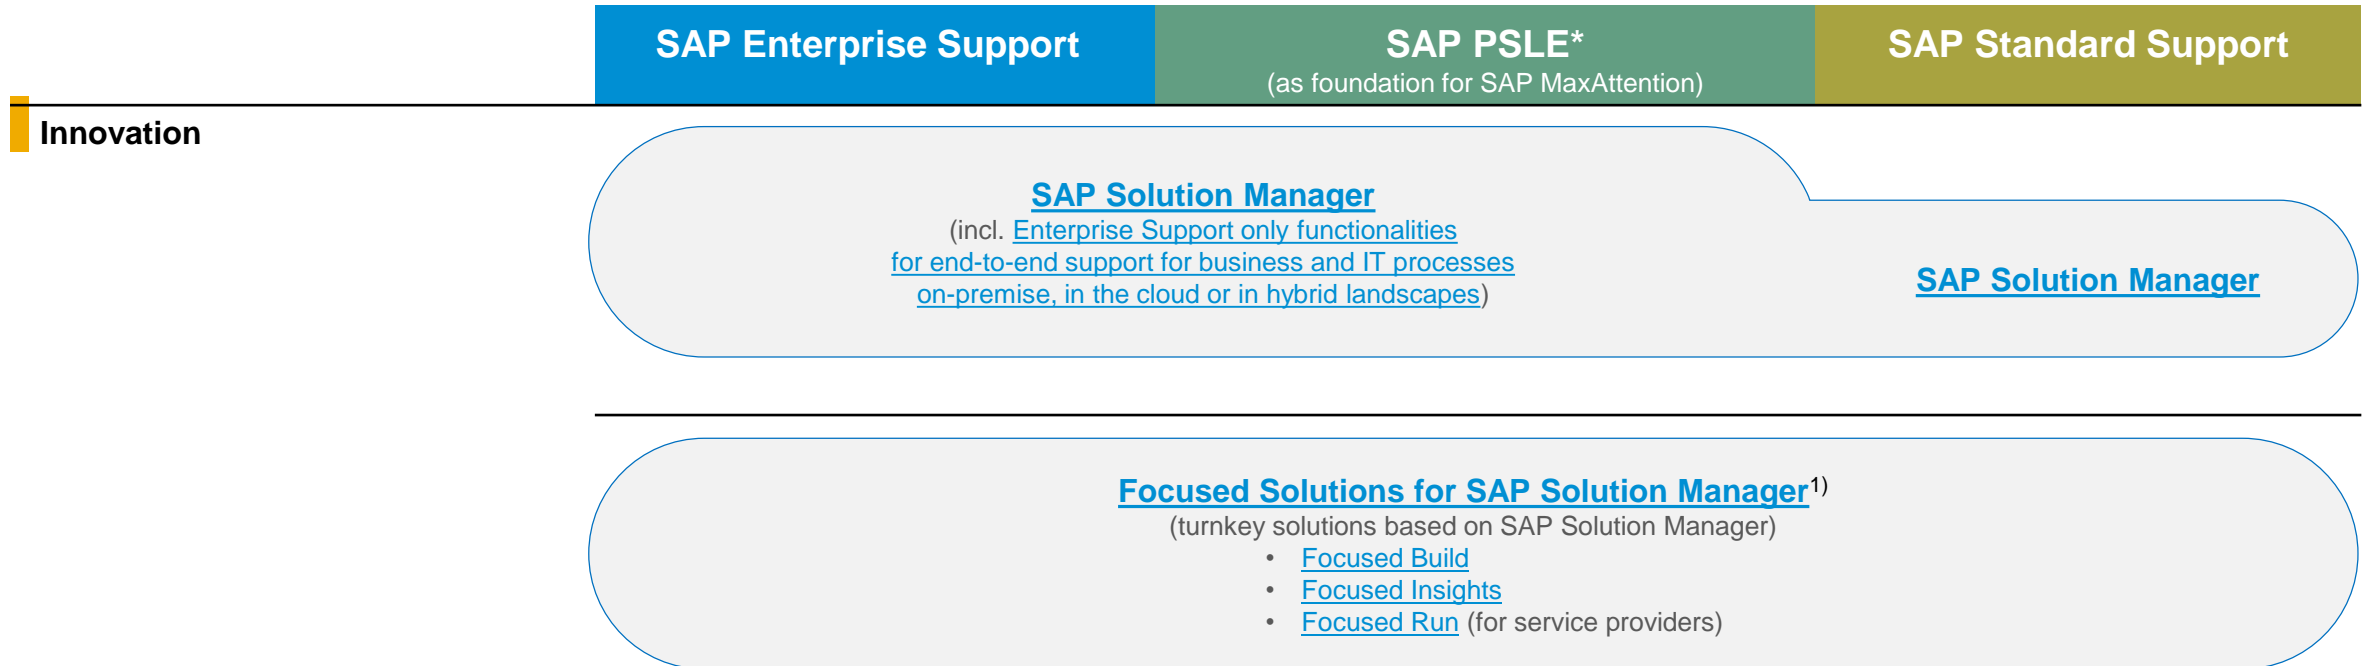 SAP Enterprise Support
SAP PSLE*
(as foundation for SAP MaxAttention)
SAP Standard Support
Innovation
SAP Solution Manager
(incl. Enterprise Support only functionalities
for end-to-end support for business and IT processes
on-premise, in the cloud or in hybrid landscapes)
SAP Solution Manager
Focused Solutions for SAP Solution Manager1)
(turnkey solutions based on SAP Solution Manager)
• Focused Build
• Focused Insights
• Focused Run (for service providers)